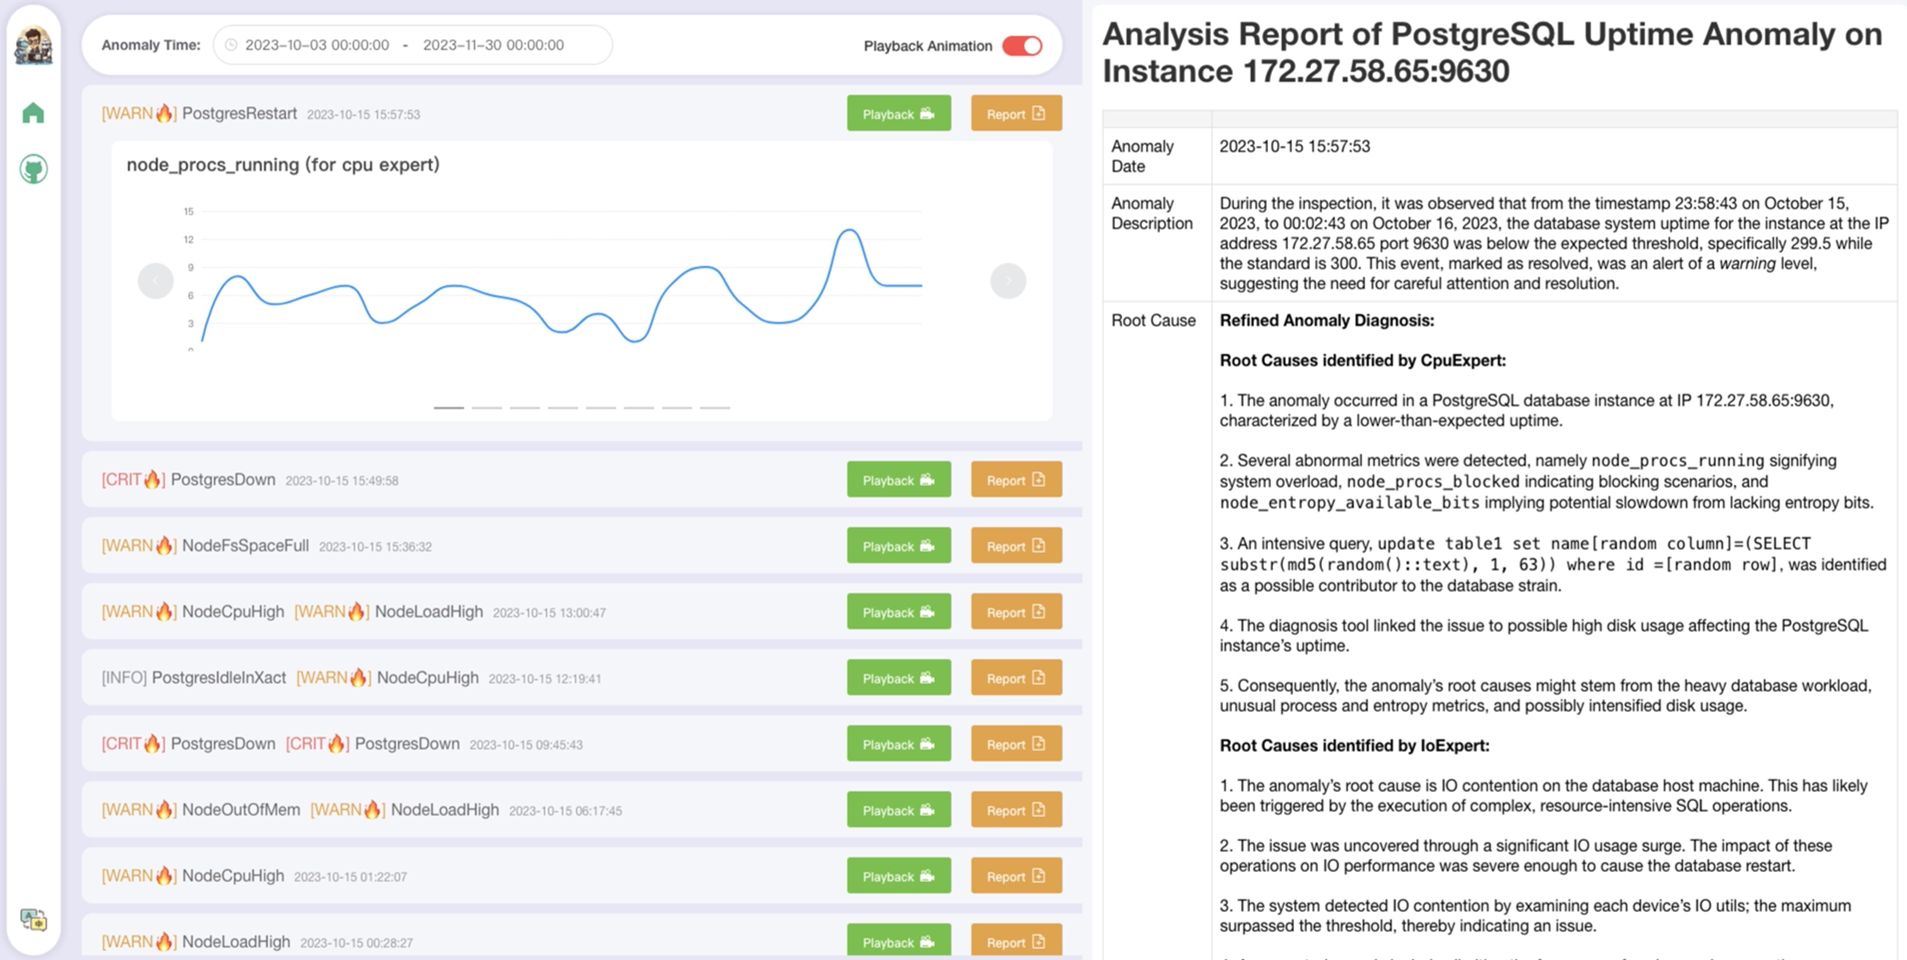 Anomaly Time: 2023-10-03 00:00:00 - 2023-11-30 00:00:00
Playback Animation
[WARN🔥] PostgresRestart 2023-10-15 15:57:53
Playback
Report
node_procs_running (for cpu expert)
15
12
9
6
3
[CRIT🔥] PostgresDown 2023-10-15 15:49:58
Playback
Report
[WARN🔥] NodeFsSpaceFull 2023-10-15 15:36:32
Playback
Report
[WARN🔥] NodeCpuHigh [WARN🔥] NodeLoadHigh 2023-10-15 13:00:47
Playback
Report
[INFO] PostgresIdleInXact [WARN🔥] NodeCpuHigh 2023-10-15 12:19:41
Playback
Report
[CRIT🔥] PostgresDown [CRIT🔥] PostgresDown 2023-10-15 09:45:43
Playback
Report
[WARN🔥] NodeOutOfMem [WARN🔥] NodeLoadHigh 2023-10-15 06:17:45
Playback
Report
[WARN🔥] NodeCpuHigh 2023-10-15 01:22:07
Playback
Report
[WARN🔥] NodeLoadHigh 2023-10-15 00:28:27
Playback
Report
Analysis Report of PostgreSQL Uptime Anomaly on
Instance 172.27.58.65:9630
Anomaly
Date
2023-10-15 15:57:53
Anomaly
Description
During the inspection, it was observed that from the timestamp 23:58:43 on October 15,
2023, to 00:02:43 on October 16, 2023, the database system uptime for the instance at the IP
address 172.27.58.65 port 9630 was below the expected threshold, specifically 299.5 while
the standard is 300. This event, marked as resolved, was an alert of a warning level,
suggesting the need for careful attention and resolution.
Root Cause
Refined Anomaly Diagnosis:
Root Causes identified by CpuExpert:
1. The anomaly occurred in a PostgreSQL database instance at IP 172.27.58.65:9630,
characterized by a lower-than-expected uptime.
2. Several abnormal metrics were detected, namely node_procs_running signifying
system overload, node_procs_blocked indicating blocking scenarios, and
node_entropy_available_bits implying potential slowdown from lacking entropy bits.
3. An intensive query, update table1 set name[random column]=(SELECT
substr(md5(random()::text), 1, 63)) where id =[random row], was identified
as a possible contributor to the database strain.
4. The diagnosis tool linked the issue to possible high disk usage affecting the PostgreSQL
instance's uptime.
5. Consequently, the anomaly's root causes might stem from the heavy database workload,
unusual process and entropy metrics, and possibly intensified disk usage.
Root Causes identified by IoExpert:
1. The anomaly's root cause is IO contention on the database host machine. This has likely
been triggered by the execution of complex, resource-intensive SQL operations.
2. The issue was uncovered through a significant IO usage surge. The impact of these
operations on IO performance was severe enough to cause the database restart.
3. The system detected IO contention by examining each device's IO utils; the maximum
surpassed the threshold, thereby indicating an issue.